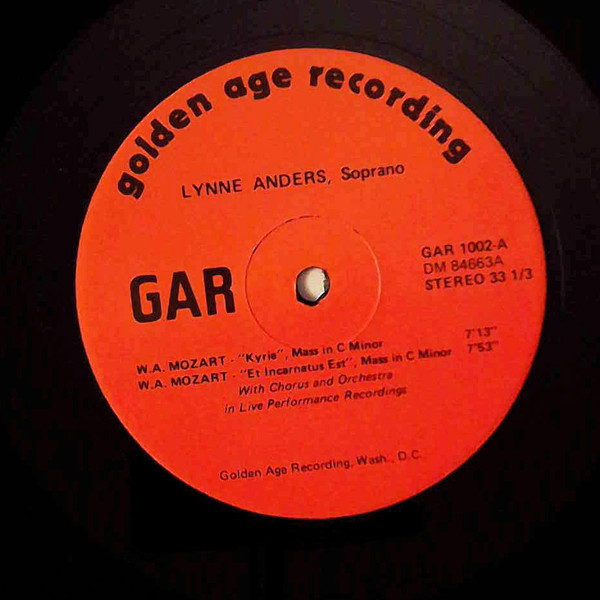 golden age recording
LYNNE ANDERS, Soprano
GAR
GAR 1002-A
DM 84663A
STEREO 33 1/3
W.A. MOZART - "Kyrie", Mass in C Minor 7'13"
W.A. MOZART - "Et Incarnatus Est", Mass in C Minor 7'53"
With Chorus and Orchestra
in Live Performance Recordings
Golden Age Recording, Wash., D.C.